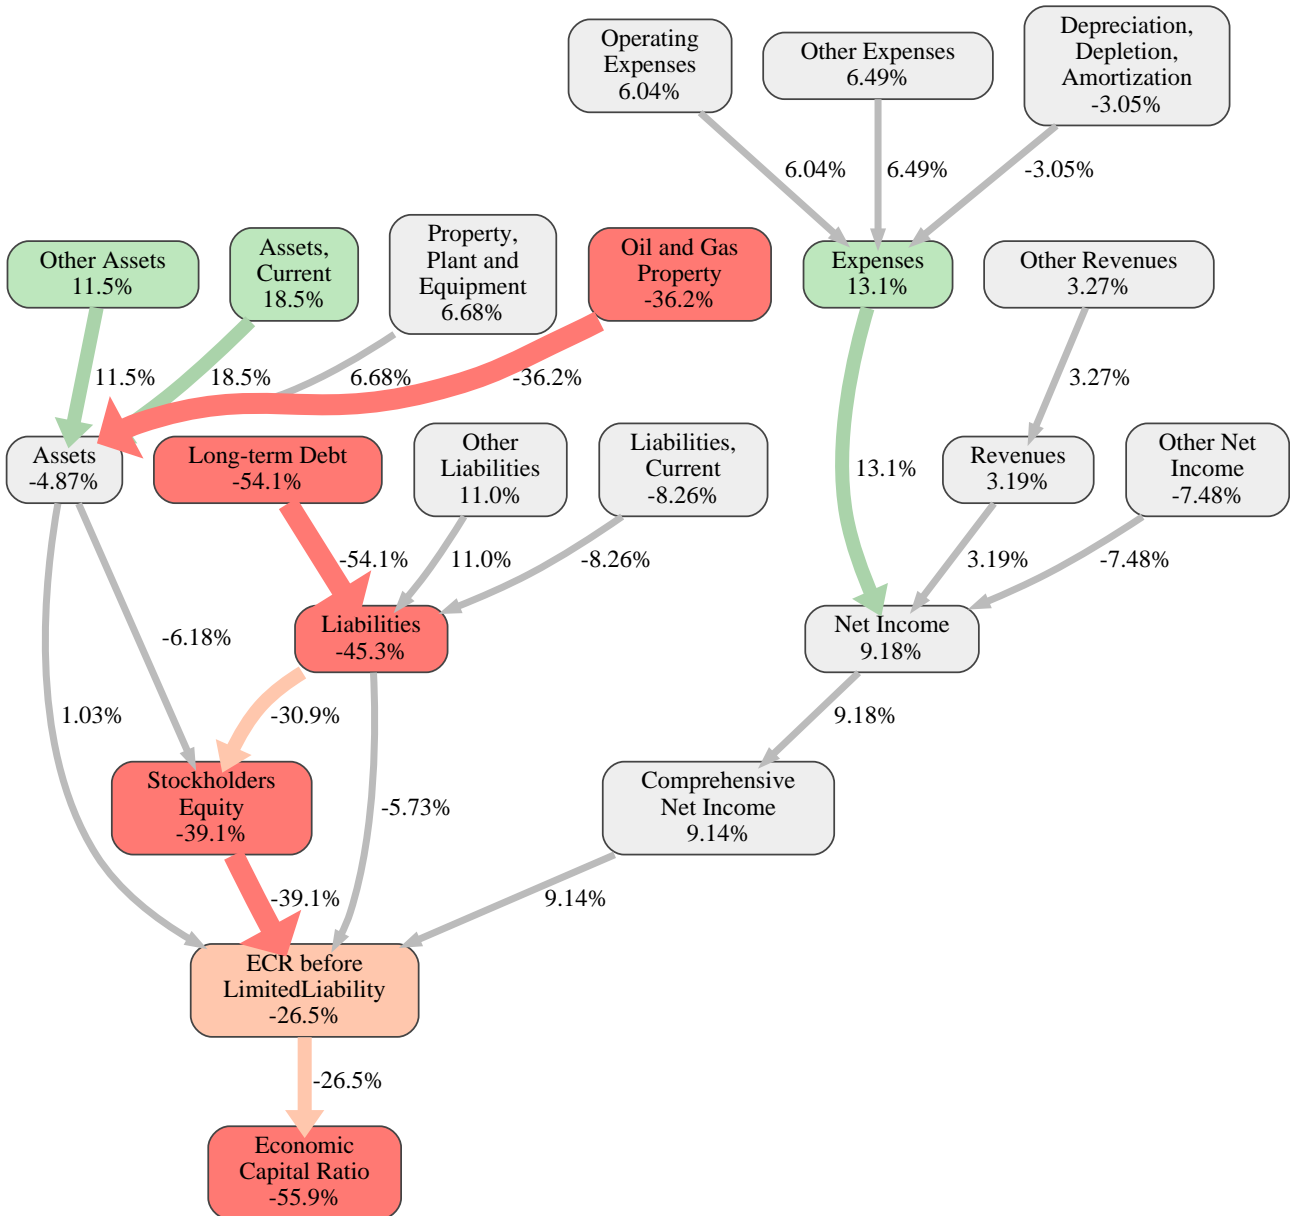 Operating
Expenses
6.04%
Other Expenses
6.49%
Depreciation,
Depletion,
Amortization
-3.05%
6.04%
6.49%
-3.05%
Other Assets
11.5%
Assets,
Current
18.5%
Property,
Plant and
Equipment
6.68%
Oil and Gas
Property
-36.2%
Expenses
13.1%
Other Revenues
3.27%
11.5%
18.5%
6.68%
-36.2%
3.27%
Assets
-4.87%
Long-term Debt
-54.1%
Other
Liabilities
11.0%
Liabilities,
Current
-8.26%
13.1%
Revenues
3.19%
Other Net
Income
-7.48%
-54.1%
11.0%
-8.26%
3.19%
-7.48%
-6.18%
Liabilities
-45.3%
Net Income
9.18%
1.03%
-30.9%
9.18%
Stockholders
Equity
-39.1%
-5.73%
Comprehensive
Net Income
9.14%
-39.1%
9.14%
ECR before
LimitedLiability
-26.5%
-26.5%
Economic
Capital Ratio
-55.9%